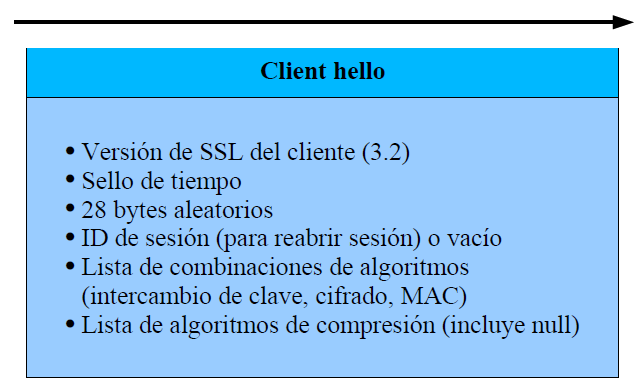 Client hello
• Versión de SSL del cliente (3.2)
• Sello de tiempo
• 28 bytes aleatorios
• ID de sesión (para reabrir sesión) o vacío
• Lista de combinaciones de algoritmos
(intercambio de clave, cifrado, MAC)
• Lista de algoritmos de compresión (incluye null)